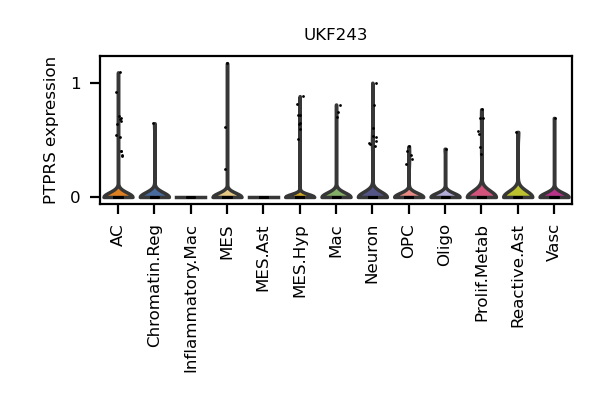 UKF243
PTPRS expression
1
0
AC
Chromatin.Reg
Inflammatory.Mac
MES
MES.Ast
MES.Hyp
Mac
Neuron
OPC
Oligo
Prolif.Metab
Reactive.Ast
Vasc